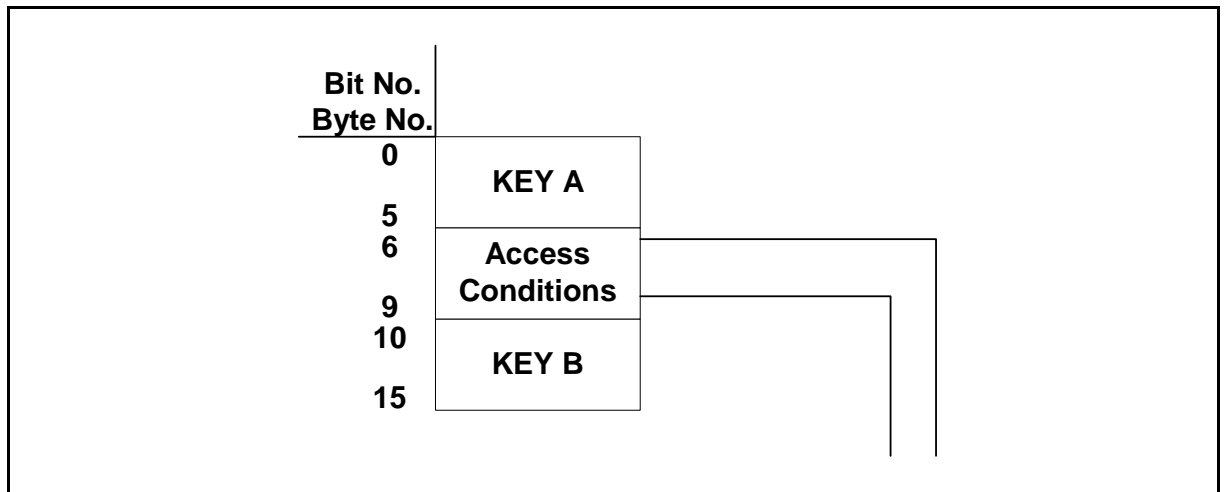 Bit No.
Byte No.
0
KEY A
5
6
Access
Conditions
9
10
KEY B
15